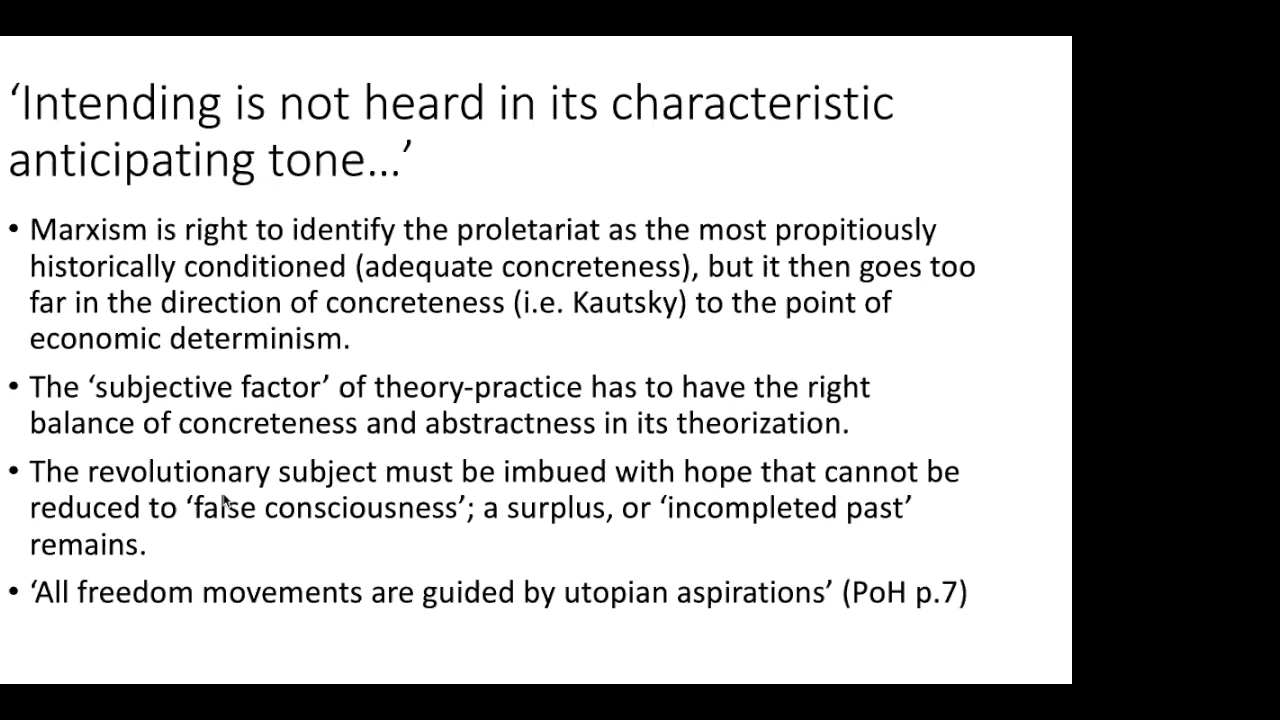 ‘Intending is not heard in its characteristic
anticipating tone...’
• Marxism is right to identify the proletariat as the most propitiously
historically conditioned (adequate concreteness), but it then goes too
far in the direction of concreteness (i.e. Kautsky) to the point of
economic determinism.
• The ‘subjective factor’ of theory-practice has to have the right
balance of concreteness and abstractness in its theorization.
• The revolutionary subject must be imbued with hope that cannot be
reduced to ‘false consciousness’; a surplus, or ‘incompleted past’
remains.
• ‘All freedom movements are guided by utopian aspirations’ (PoH p.7)